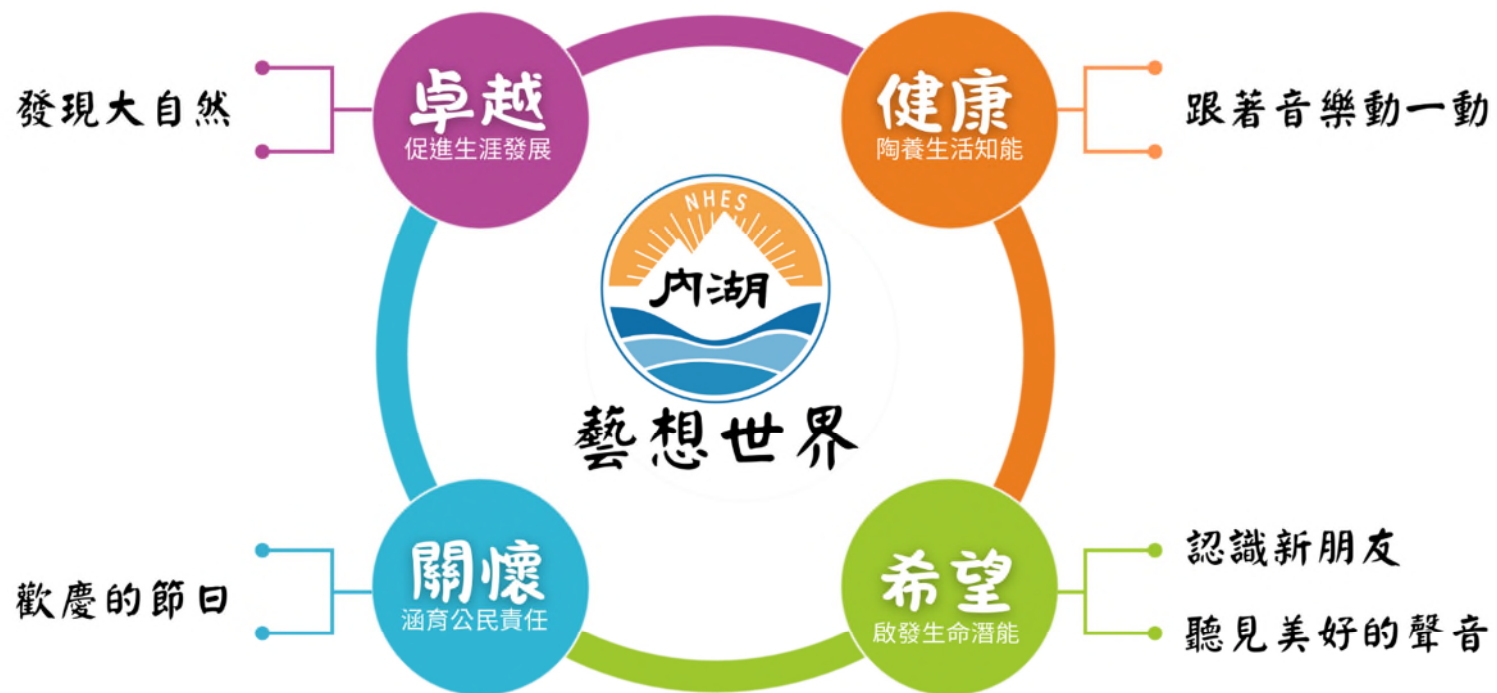 發現大自然
卓越
促進生涯發展
健康
陶養生活知能
跟著音樂動一動
NHES
內湖
藝想世界
歡慶的節日
關懷
涵育公民責任
希望
啟發生命潛能
認識新朋友
聽見美好的聲音